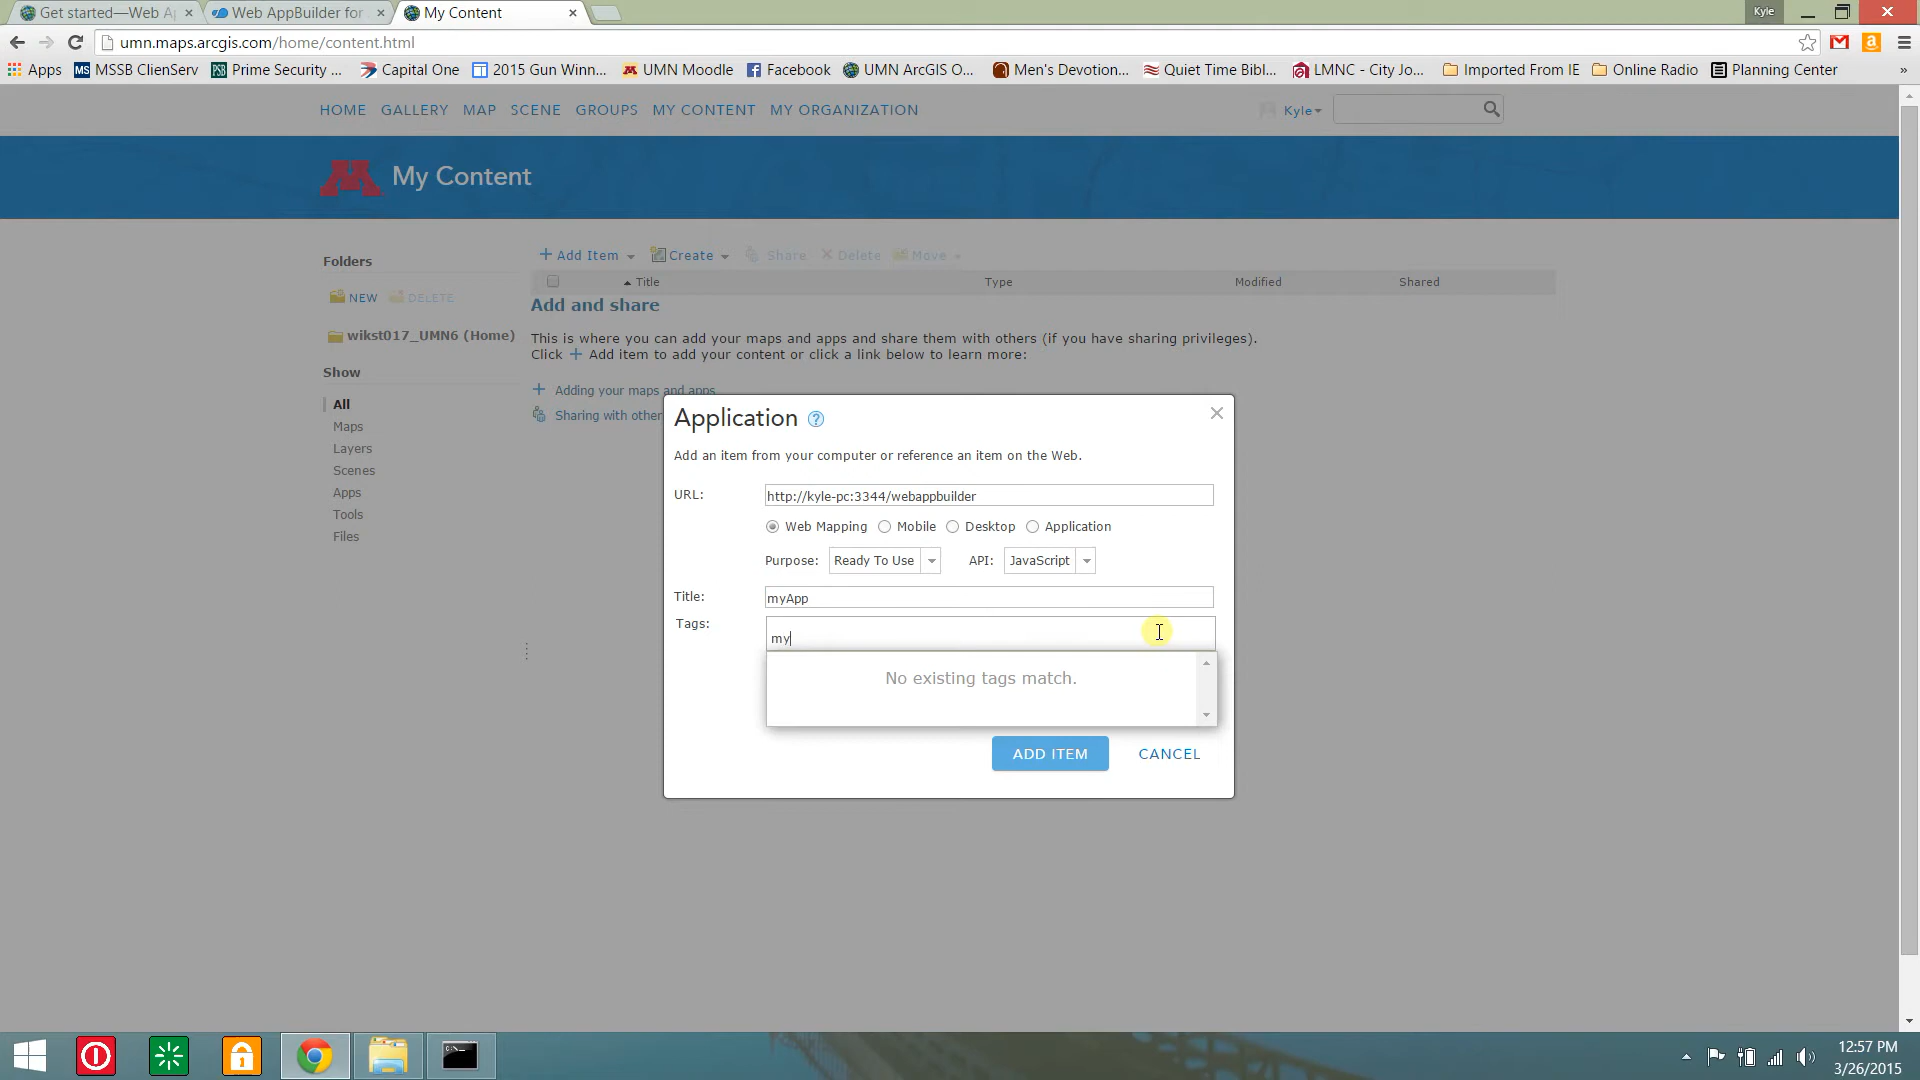 Get started—Web A
Web AppBuilder for
My Content
Kyle
umn.maps.arcgis.com/home/content.html
Apps
MSSB ClienServ
Prime Security ...
Capital One
2015 Gun Winn...
UMN Moodle
Facebook
UMN ArcGIS O...
Men's Devotion...
Quiet Time Bibl...
LMNC - City Jo...
Imported From IE
Online Radio
Planning Center
»
HOME GALLERY MAP SCENE GROUPS MY CONTENT MY ORGANIZATION
Kyle
My Content
Folders
Add Item Create Share Delete Move
Title Type Modified Shared
NEW DELETE
Add and share
wikst017_UMN6 (Home)
This is where you can add your maps and apps and share them with others (if you have sharing privileges).
Click + Add item to add your content or click a link below to learn more:
Show
Adding your maps and apps
All
Sharing with other
Maps
Layers
Scenes
Apps
Tools
Files
Application ?
Add an item from your computer or reference an item on the Web.
URL: http://kyle-pc:3344/webappbuilder
Web Mapping Mobile Desktop Application
Purpose: Ready To Use API: JavaScript
Title: myApp
Tags: my
No existing tags match.
ADD ITEM CANCEL
12:57 PM
3/26/2015